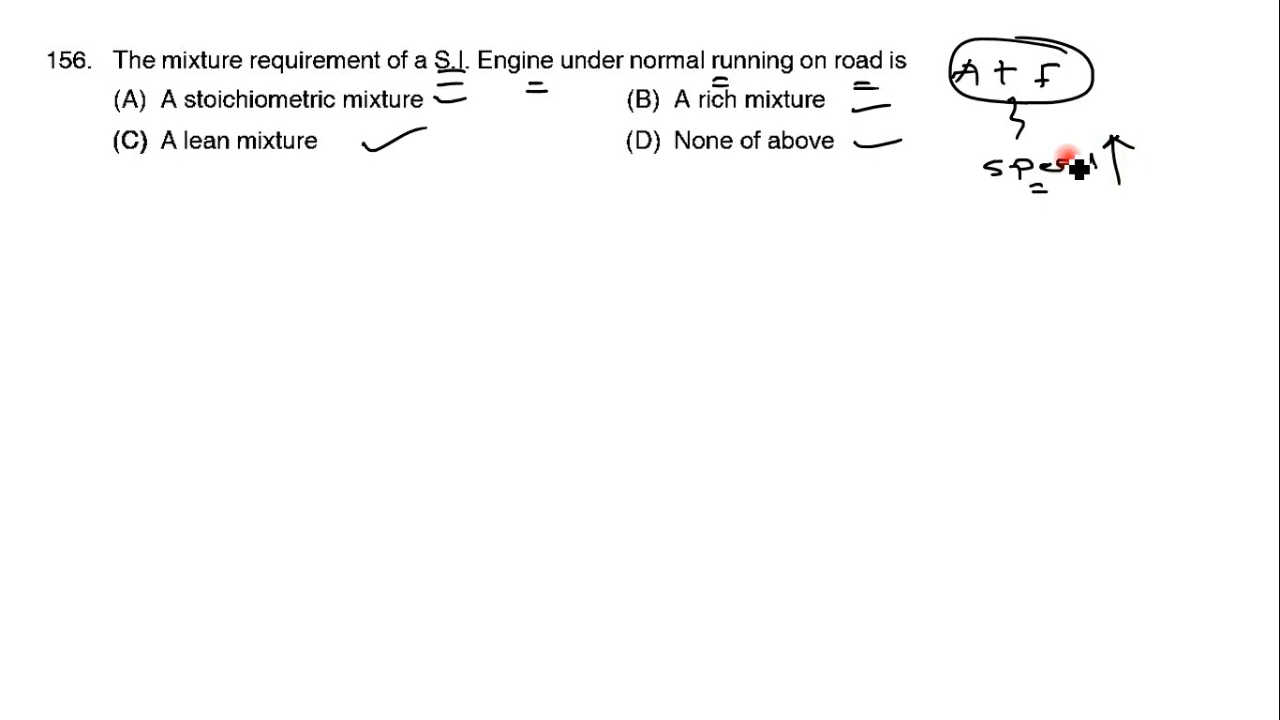 156. The mixture requirement of a S.I. Engine under normal running on road is
(A) A stoichiometric mixture (B) A rich mixture
(C) A lean mixture (D) None of above
A + F